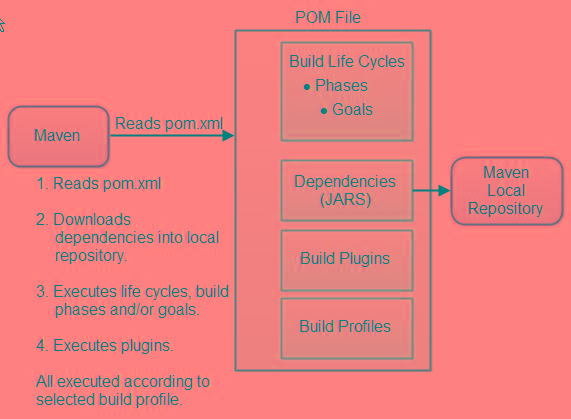 POM File
Build Life Cycles
• Phases
• Goals
Reads pom.xml
Maven
Dependencies
(JARS)
Maven
Local
Repository
Build Plugins
Build Profiles
1. Reads pom.xml
2. Downloads
dependencies into local
repository.
3. Executes life cycles, build
phases and/or goals.
4. Executes plugins.
All executed according to
selected build profile.